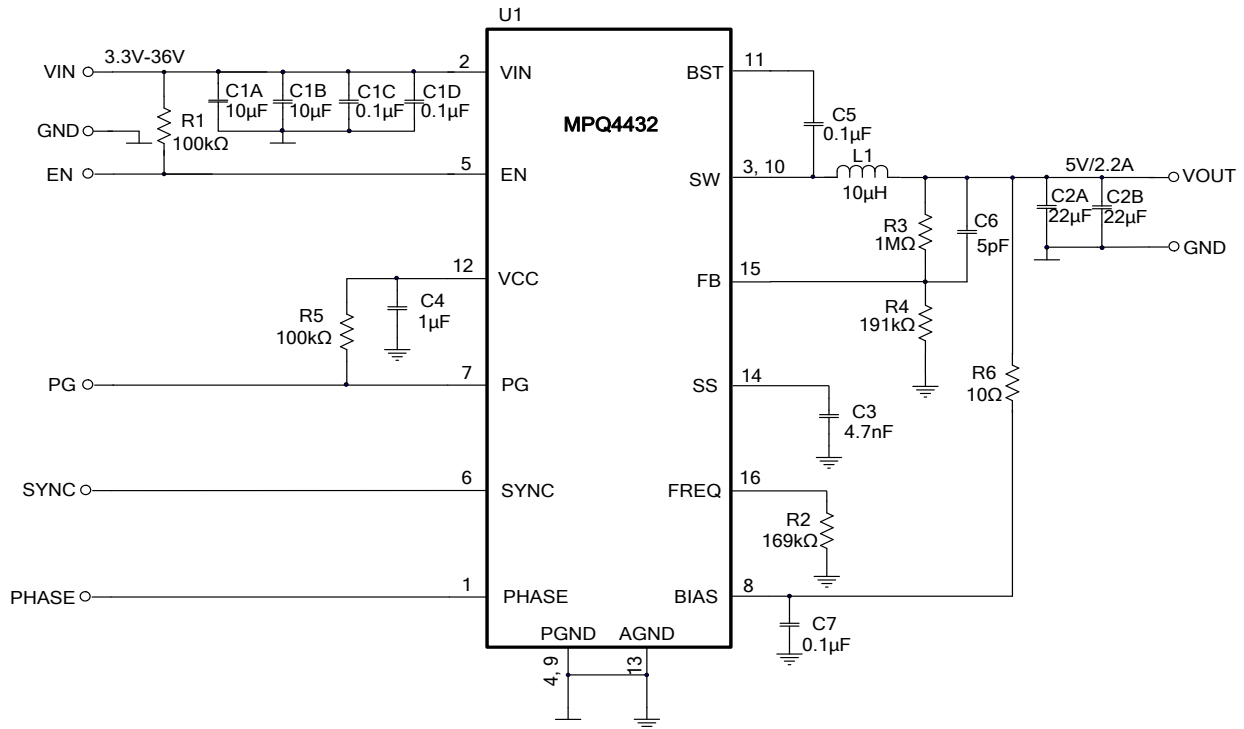 U1
MPQ4432
VIN
3.3V-36V
2
VIN
C1A
10µF
C1B
10µF
C1C
0.1µF
C1D
0.1µF
GND
R1
100kΩ
EN
5
EN
12
VCC
C4
1µF
R5
100kΩ
PG
7
PG
SYNC
6
SYNC
PHASE
1
PHASE
PGND
AGND
4, 9
13
11
BST
C5
0.1µF
3, 10
SW
L1
10µH
5V/2.2A
VOUT
C2A
22µF
C2B
22µF
GND
R3
1MΩ
C6
5pF
15
FB
R4
191kΩ
14
SS
C3
4.7nF
R6
10Ω
16
FREQ
R2
169kΩ
8
BIAS
C7
0.1µF